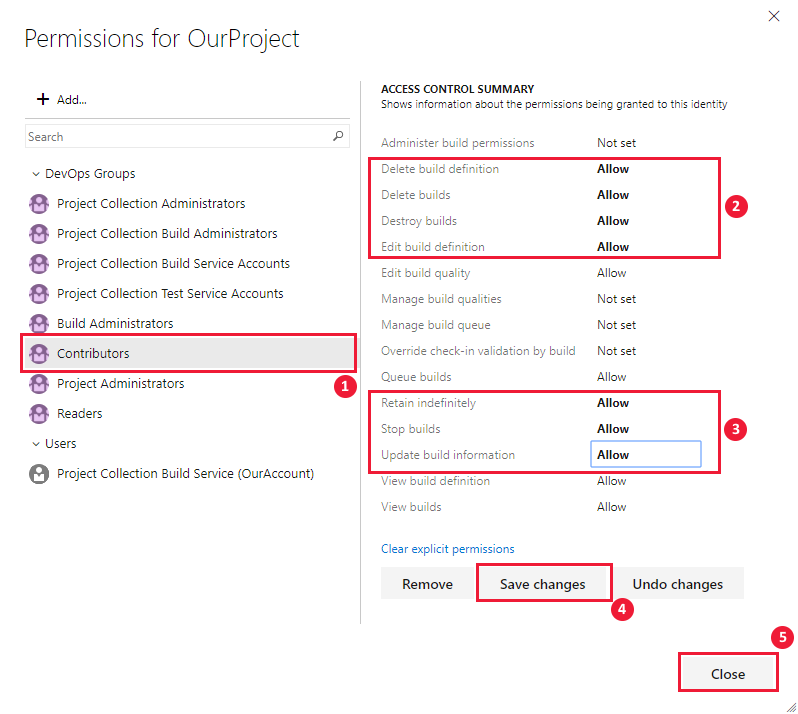 Permissions for OurProject
Add...
Search
DevOps Groups
Project Collection Administrators
Project Collection Build Administrators
Project Collection Build Service Accounts
Project Collection Test Service Accounts
Build Administrators
Contributors
1
Project Administrators
Readers
Users
Project Collection Build Service (OurAccount)
ACCESS CONTROL SUMMARY
Shows information about the permissions being granted to this identity
Administer build permissions Not set
Delete build definition Allow
Delete builds Allow
2
Destroy builds Allow
Edit build definition Allow
Edit build quality Allow
Manage build qualities Not set
Manage build queue Not set
Override check-in validation by build Not set
Queue builds Allow
Retain indefinitely Allow
Stop builds Allow
3
Update build information Allow
View build definition Allow
View builds Allow
Clear explicit permissions
Remove Save changes Undo changes
4
5
Close